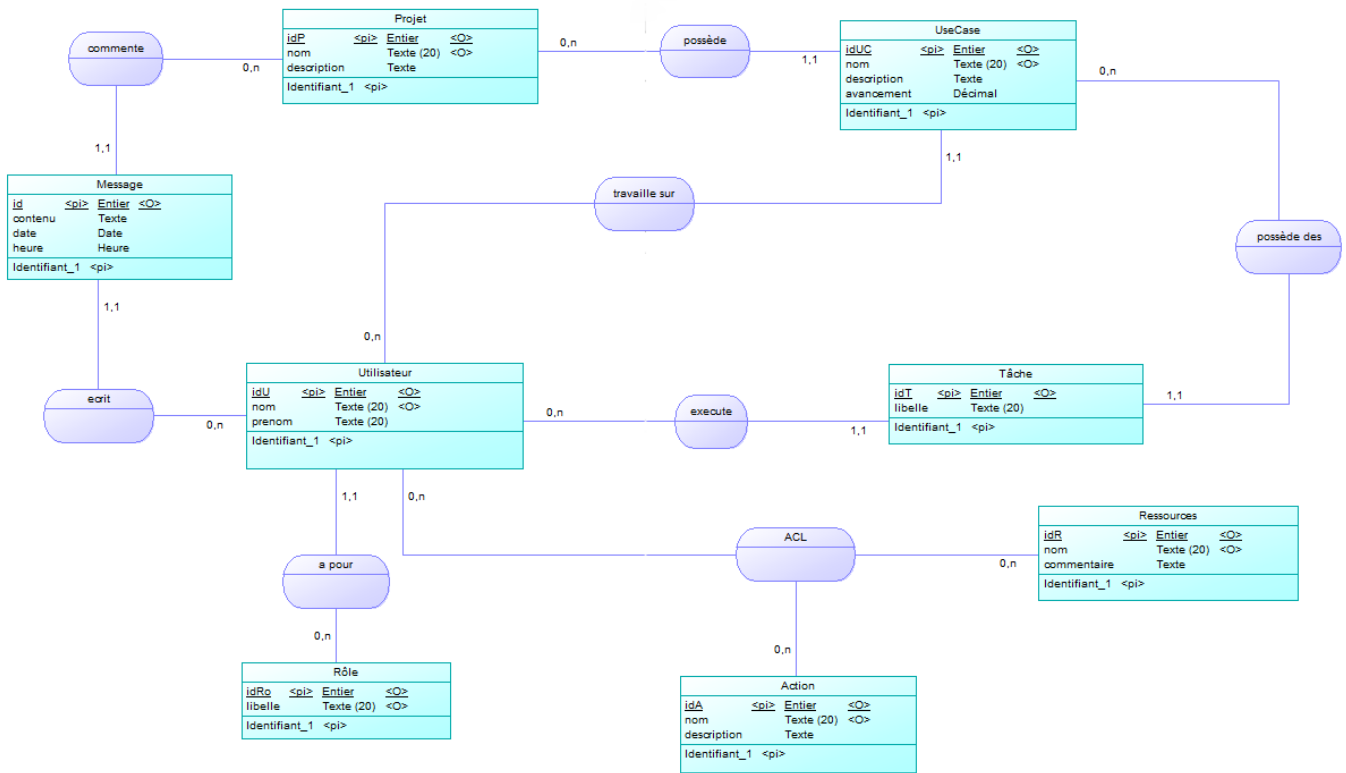 Projet
idP <pi> Entier <O>
nom Texte (20) <O>
description Texte
Identifiant_1 <pi>
commente
0,n
1,1
0,n
possède
1,1
UseCase
idUC <pi> Entier <O>
nom Texte (20) <O>
description Texte
avancement Décimal
Identifiant_1 <pi>
0,n
1,1
possède des
1,1
Message
id <pi> Entier <O>
contenu Texte
date Date
heure Heure
Identifiant_1 <pi>
travaille sur
0,n
1,1
ecrit
0,n
Utilisateur
idU <pi> Entier <O>
nom Texte (20) <O>
prenom Texte (20)
Identifiant_1 <pi>
0,n
execute
1,1
Tâche
idT <pi> Entier <O>
libelle Texte (20)
Identifiant_1 <pi>
1,1
0,n
a pour
0,n
ACL
0,n
0,n
Ressources
idR <pi> Entier <O>
nom Texte (20) <O>
commentaire Texte
Identifiant_1 <pi>
Rôle
idRo <pi> Entier <O>
libelle Texte (20) <O>
Identifiant_1 <pi>
Action
idA <pi> Entier <O>
nom Texte (20) <O>
description Texte
Identifiant_1 <pi>